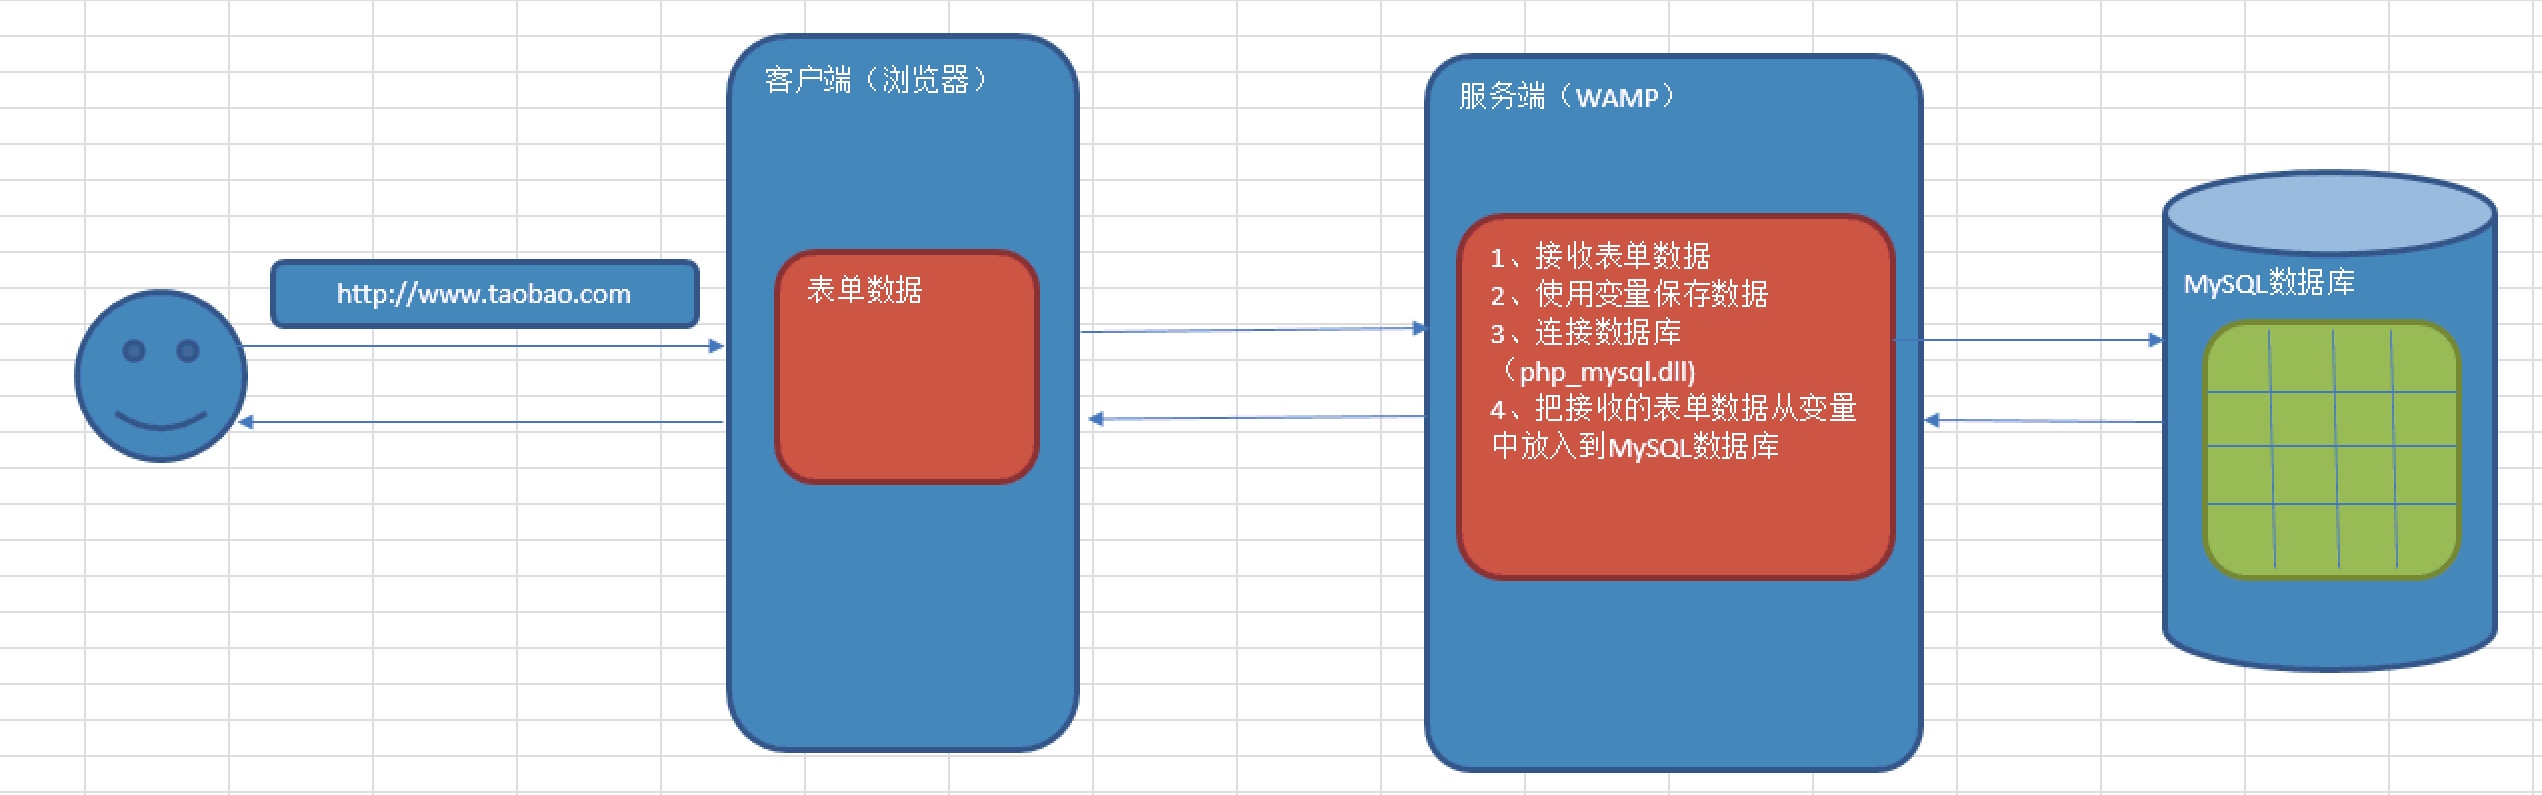 客户端（浏览器）
服务端（WAMP）
http://www.taobao.com
表单数据
1、接收表单数据
2、使用变量保存数据
3、连接数据库
（php_mysql.dll)
4、把接收的表单数据从变量
中放入到MySQL数据库
MySQL数据库